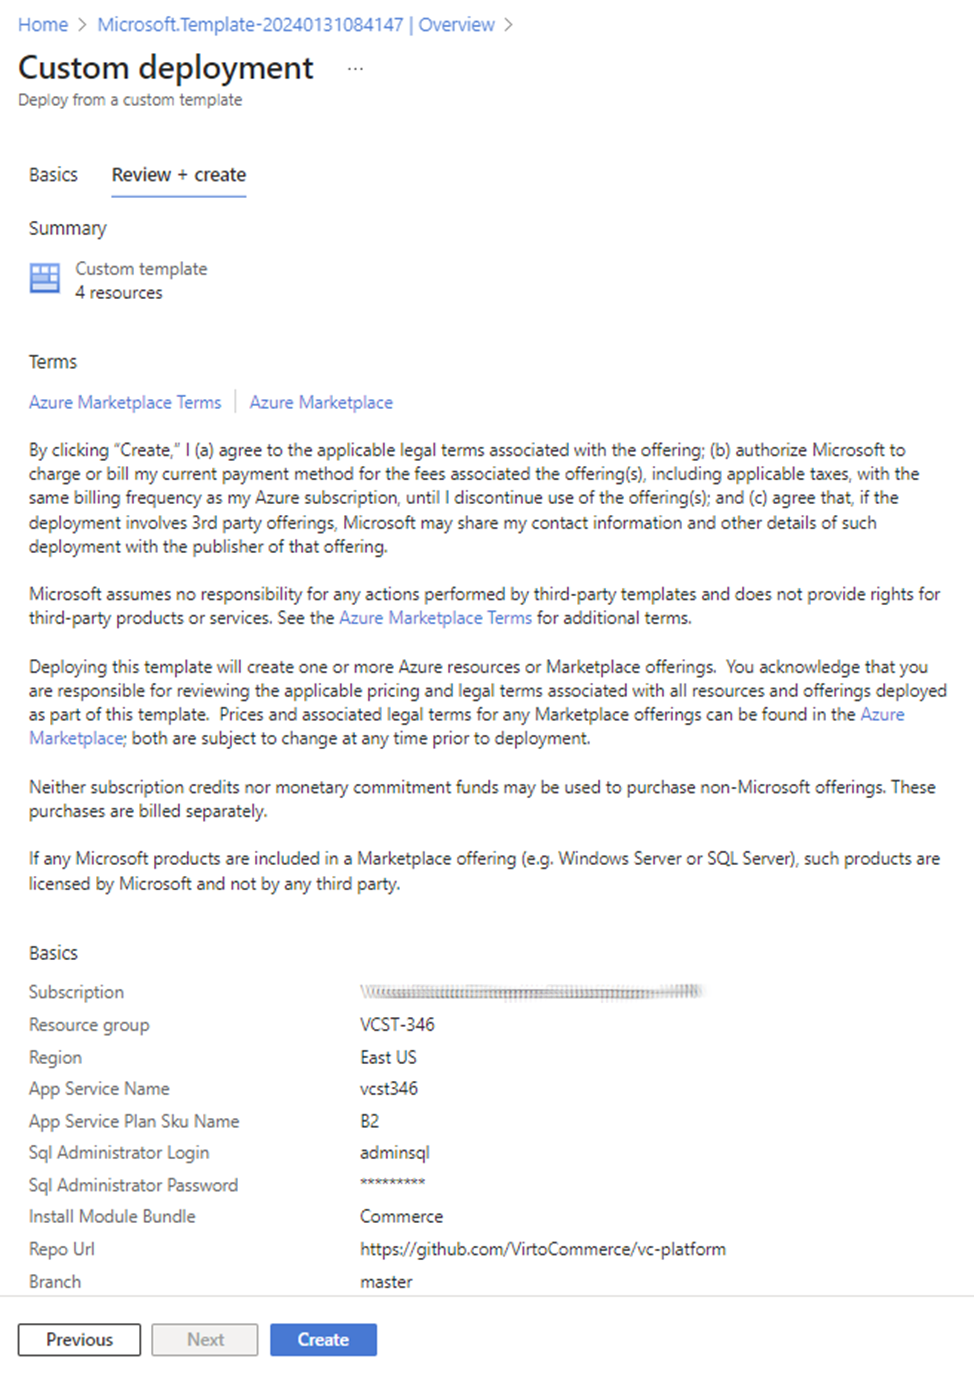 Home > Microsoft.Template-20240131084147 | Overview >
Custom deployment ...
Deploy from a custom template
Basics Review + create
Summary
Custom template
4 resources
Terms
Azure Marketplace Terms | Azure Marketplace
By clicking “Create,” I (a) agree to the applicable legal terms associated with the offering; (b) authorize Microsoft to
charge or bill my current payment method for the fees associated the offering(s), including applicable taxes, with the
same billing frequency as my Azure subscription, until I discontinue use of the offering(s); and (c) agree that, if the
deployment involves 3rd party offerings, Microsoft may share my contact information and other details of such
deployment with the publisher of that offering.
Microsoft assumes no responsibility for any actions performed by third-party templates and does not provide rights for
third-party products or services. See the Azure Marketplace Terms for additional terms.
Deploying this template will create one or more Azure resources or Marketplace offerings. You acknowledge that you
are responsible for reviewing the applicable pricing and legal terms associated with all resources and offerings deployed
as part of this template. Prices and associated legal terms for any Marketplace offerings can be found in the Azure
Marketplace; both are subject to change at any time prior to deployment.
Neither subscription credits nor monetary commitment funds may be used to purchase non-Microsoft offerings. These
purchases are billed separately.
If any Microsoft products are included in a Marketplace offering (e.g. Windows Server or SQL Server), such products are
licensed by Microsoft and not by any third party.
Basics
Subscription
Resource group VCST-346
Region East US
App Service Name vcst346
App Service Plan Sku Name B2
Sql Administrator Login adminsql
Sql Administrator Password *********
Install Module Bundle Commerce
Repo Url https://github.com/VirtoCommerce/vc-platform
Branch master
Previous Next Create